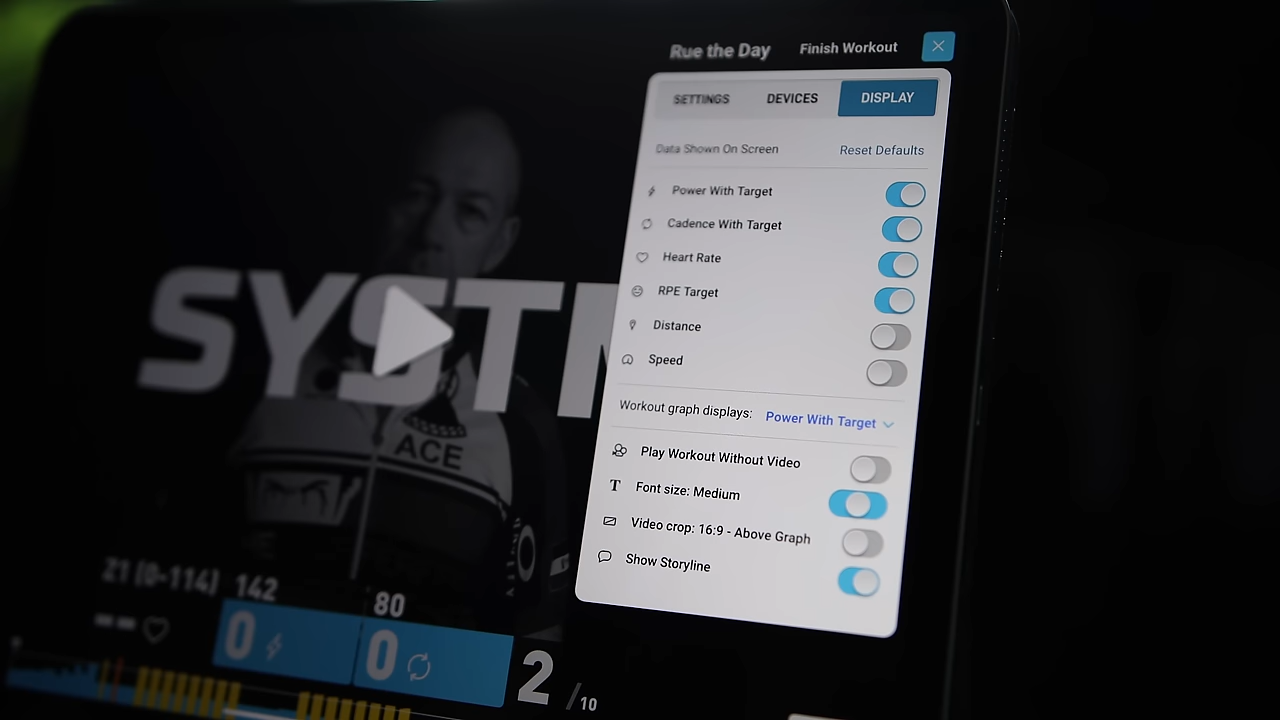 Rue the Day
Finish Workout
SETTINGS
DEVICES
DISPLAY
Data Shown On Screen
Reset Defaults
Power With Target
Cadence With Target
Heart Rate
RPE Target
Distance
Speed
Workout graph displays: Power With Target
Play Workout Without Video
Font size: Medium
Video crop: 16:9 - Above Graph
Show Storyline
SYST
ACE
Z1 (0-114)
142
80
0
0
2 /10